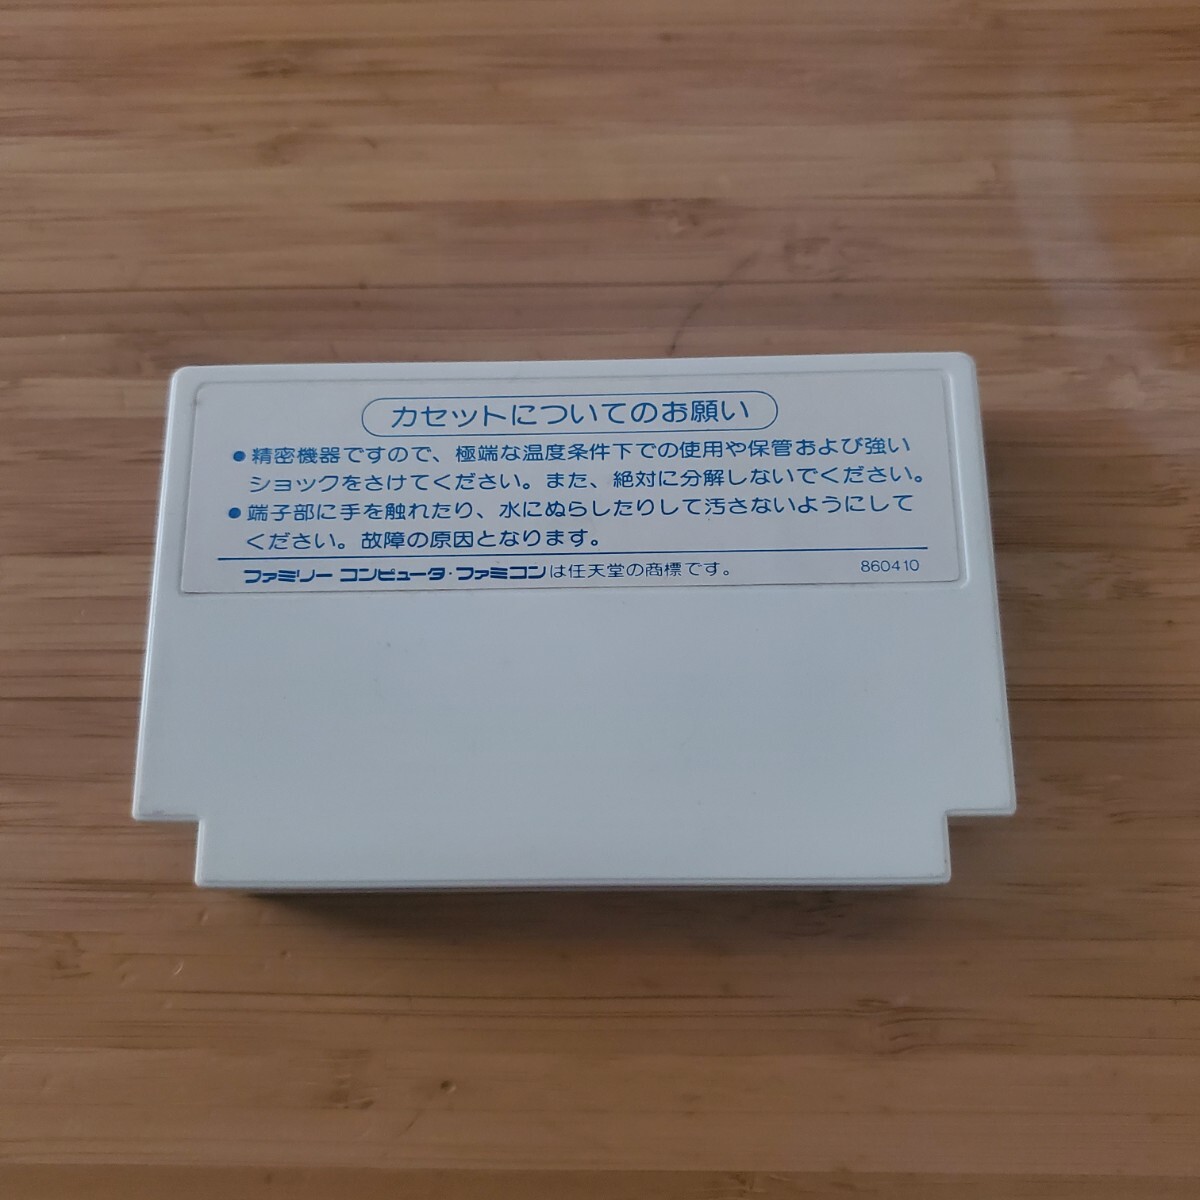 カセットについてのお願い
●精密機器ですので、極端な温度条件下での使用や保管および強い
ショックをさけてください。また、絶対に分解しないでください。
●端子部に手を触れたり、水にぬらしたりして汚さないようにして
ください。故障の原因となります。
ファミリー コンピュータ・ファミコンは任天堂の商標です。 860410